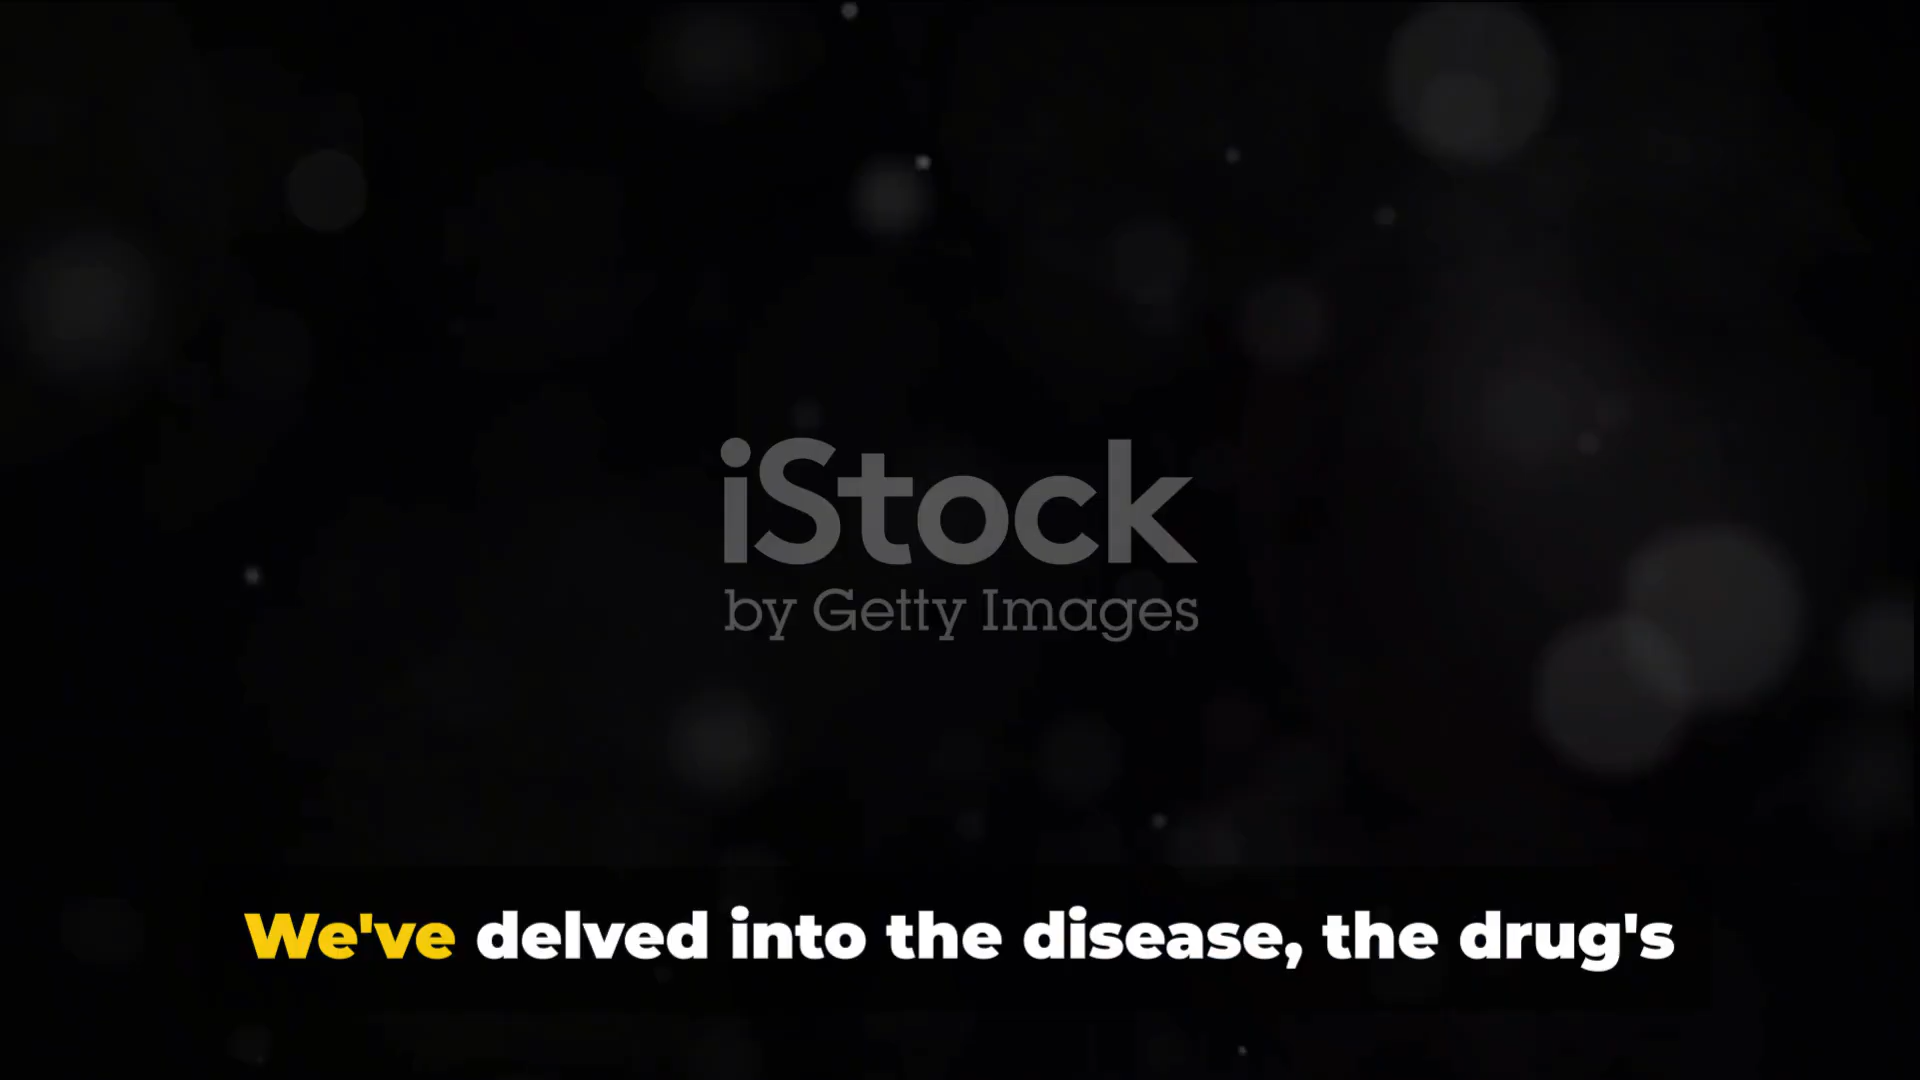 iStock
by Getty Images
We've delved into the disease, the drug's